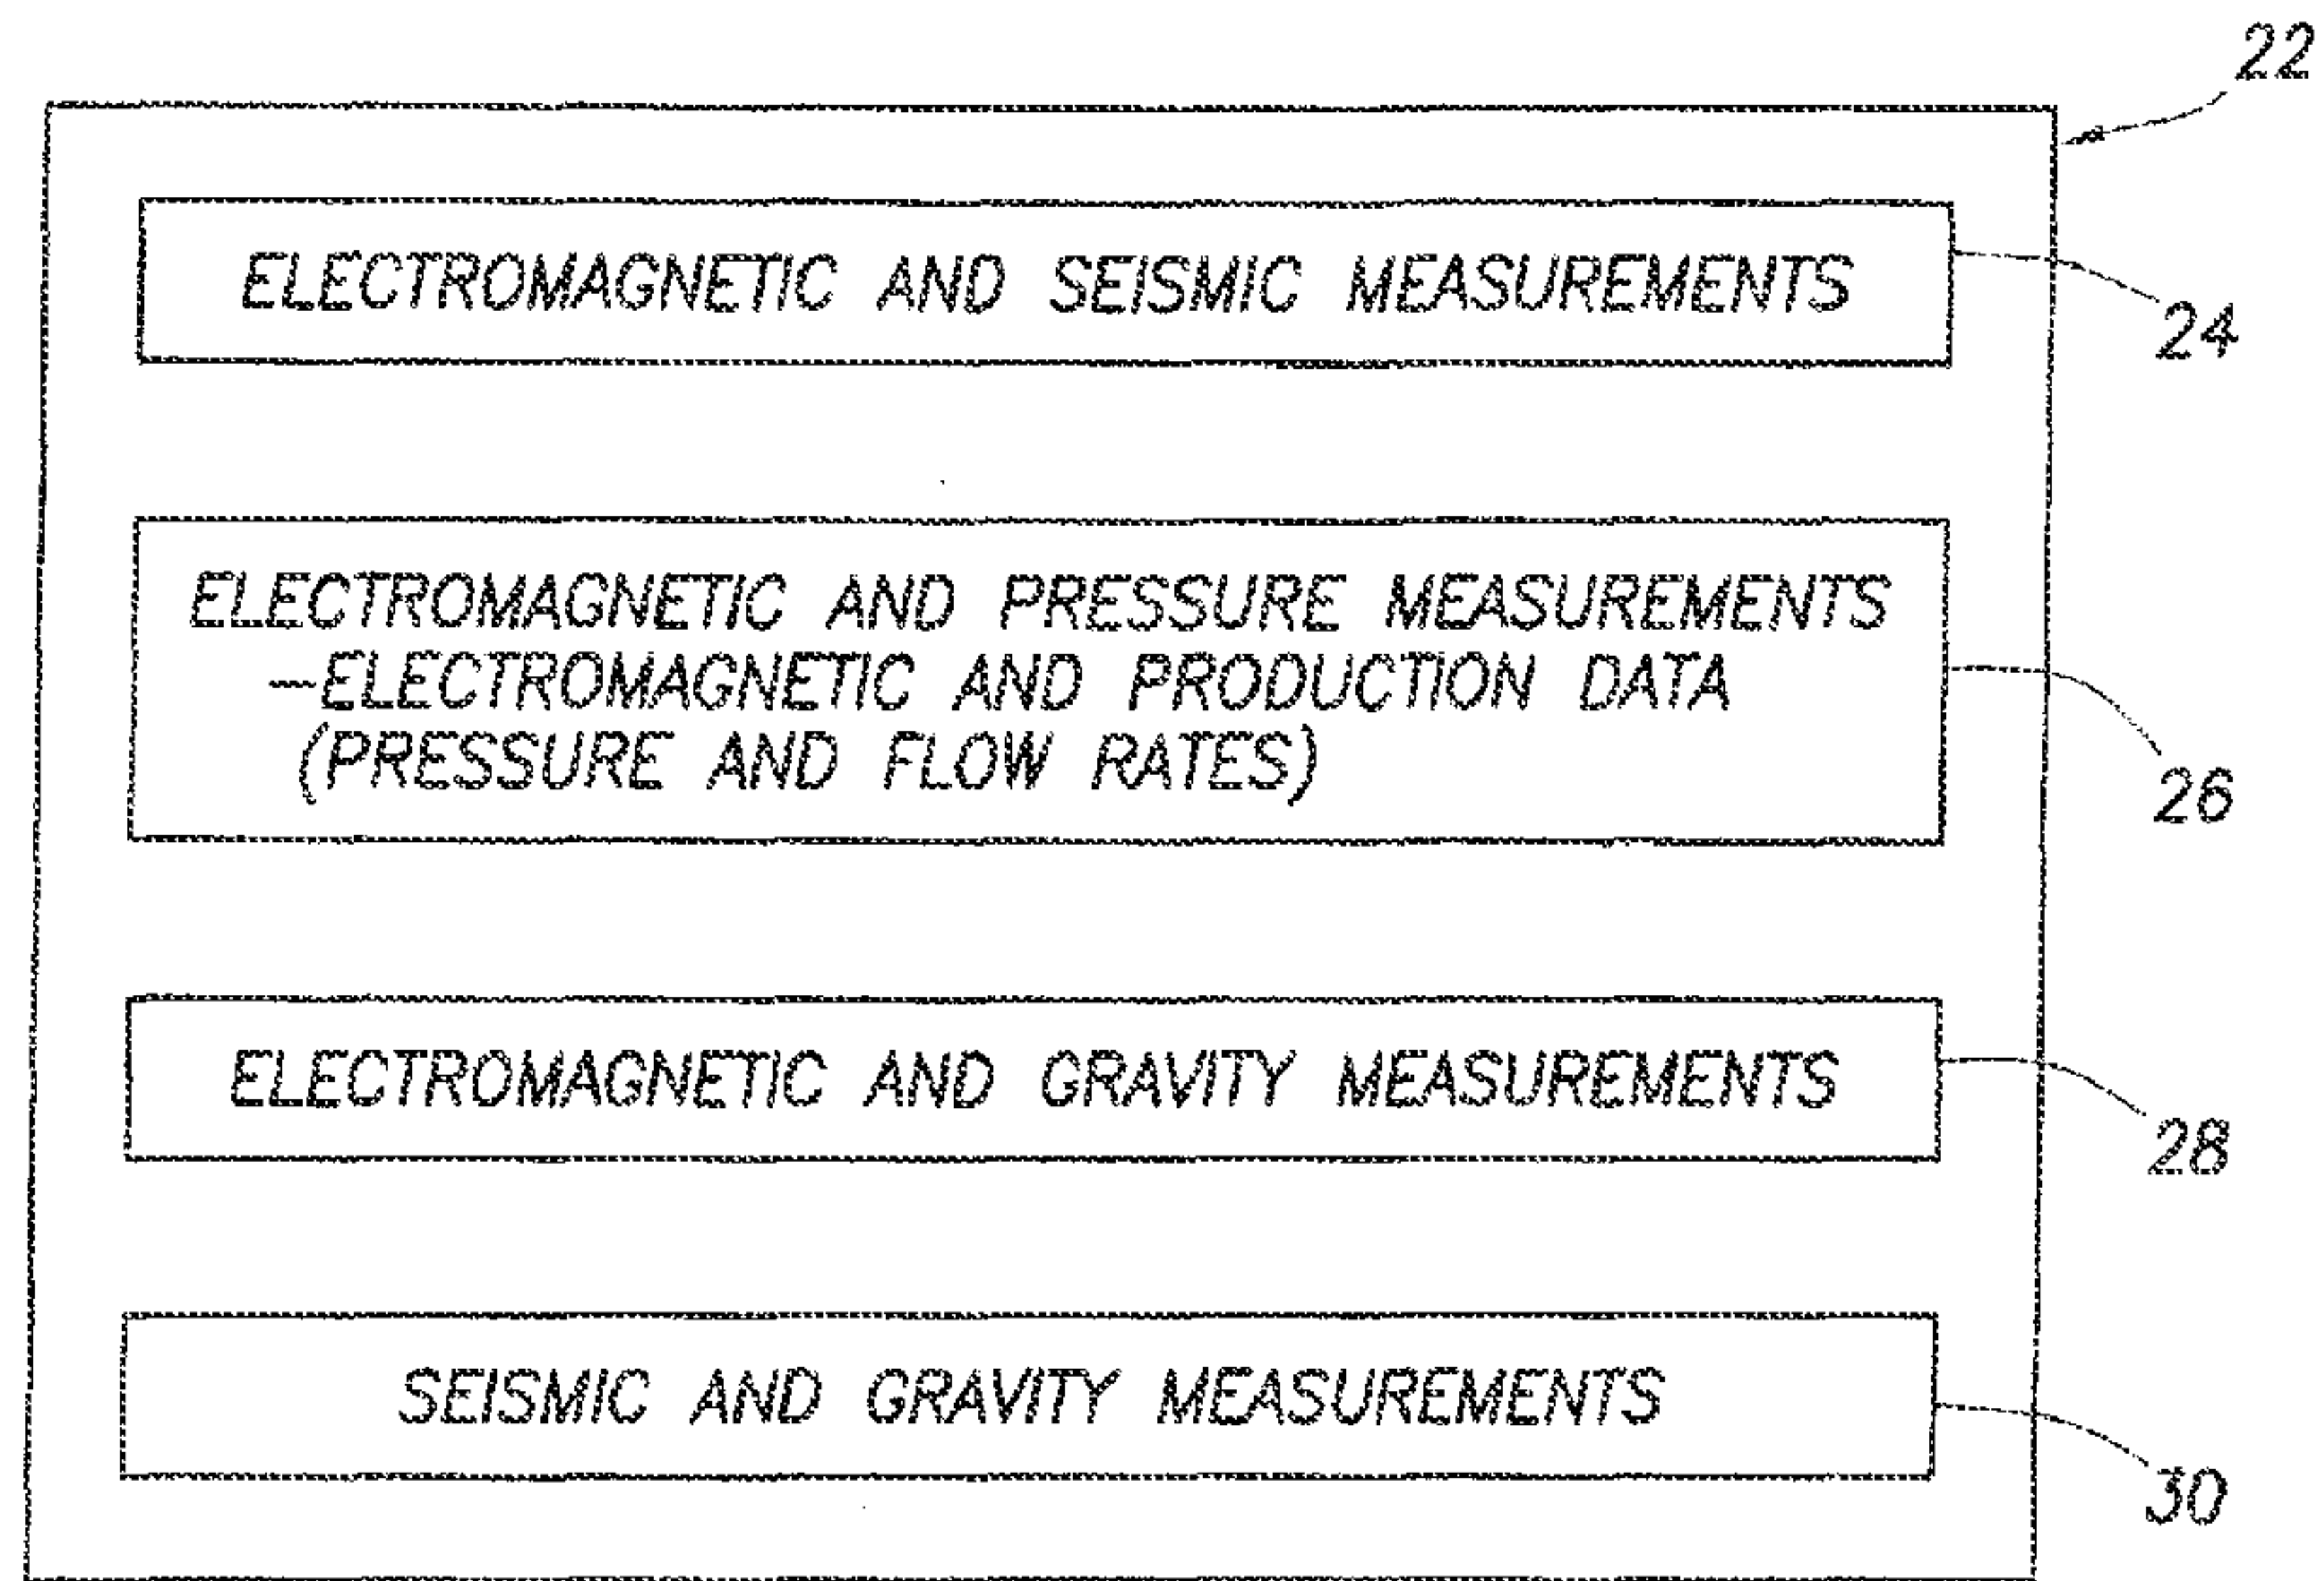 22
ELECTROMAGNETIC AND SEISMIC MEASUREMENTS
24
ELECTROMAGNETIC AND PRESSURE MEASUREMENTS
-ELECTROMAGNETIC AND PRODUCTION DATA
(PRESSURE AND FLOW RATES)
26
ELECTROMAGNETIC AND GRAVITY MEASUREMENTS
28
SEISMIC AND GRAVITY MEASUREMENTS
30